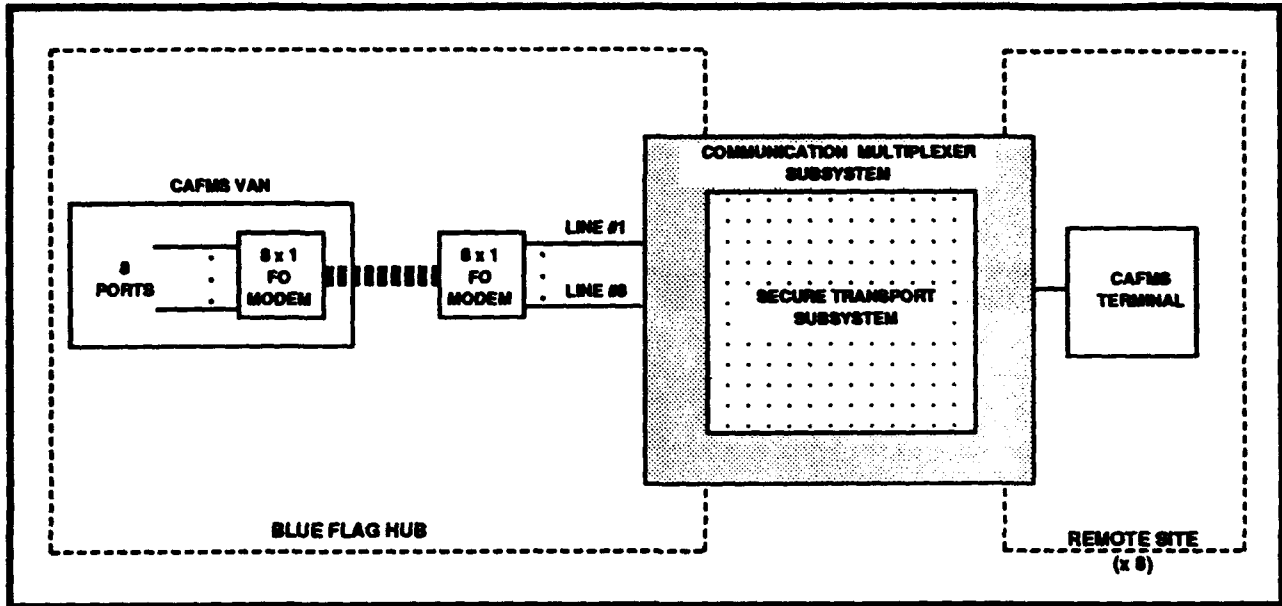 COMMUNICATION MULTIPLEXER
SUBSYSTEM
CAFMS VAN
8
PORTS
8 x 1
FO
MODEM
8 x 1
FO
MODEM
LINE #1
LINE #8
SECURE TRANSPORT
SUBSYSTEM
CAFMS
TERMINAL
BLUE FLAG HUB
REMOTE SITE
(x 8)